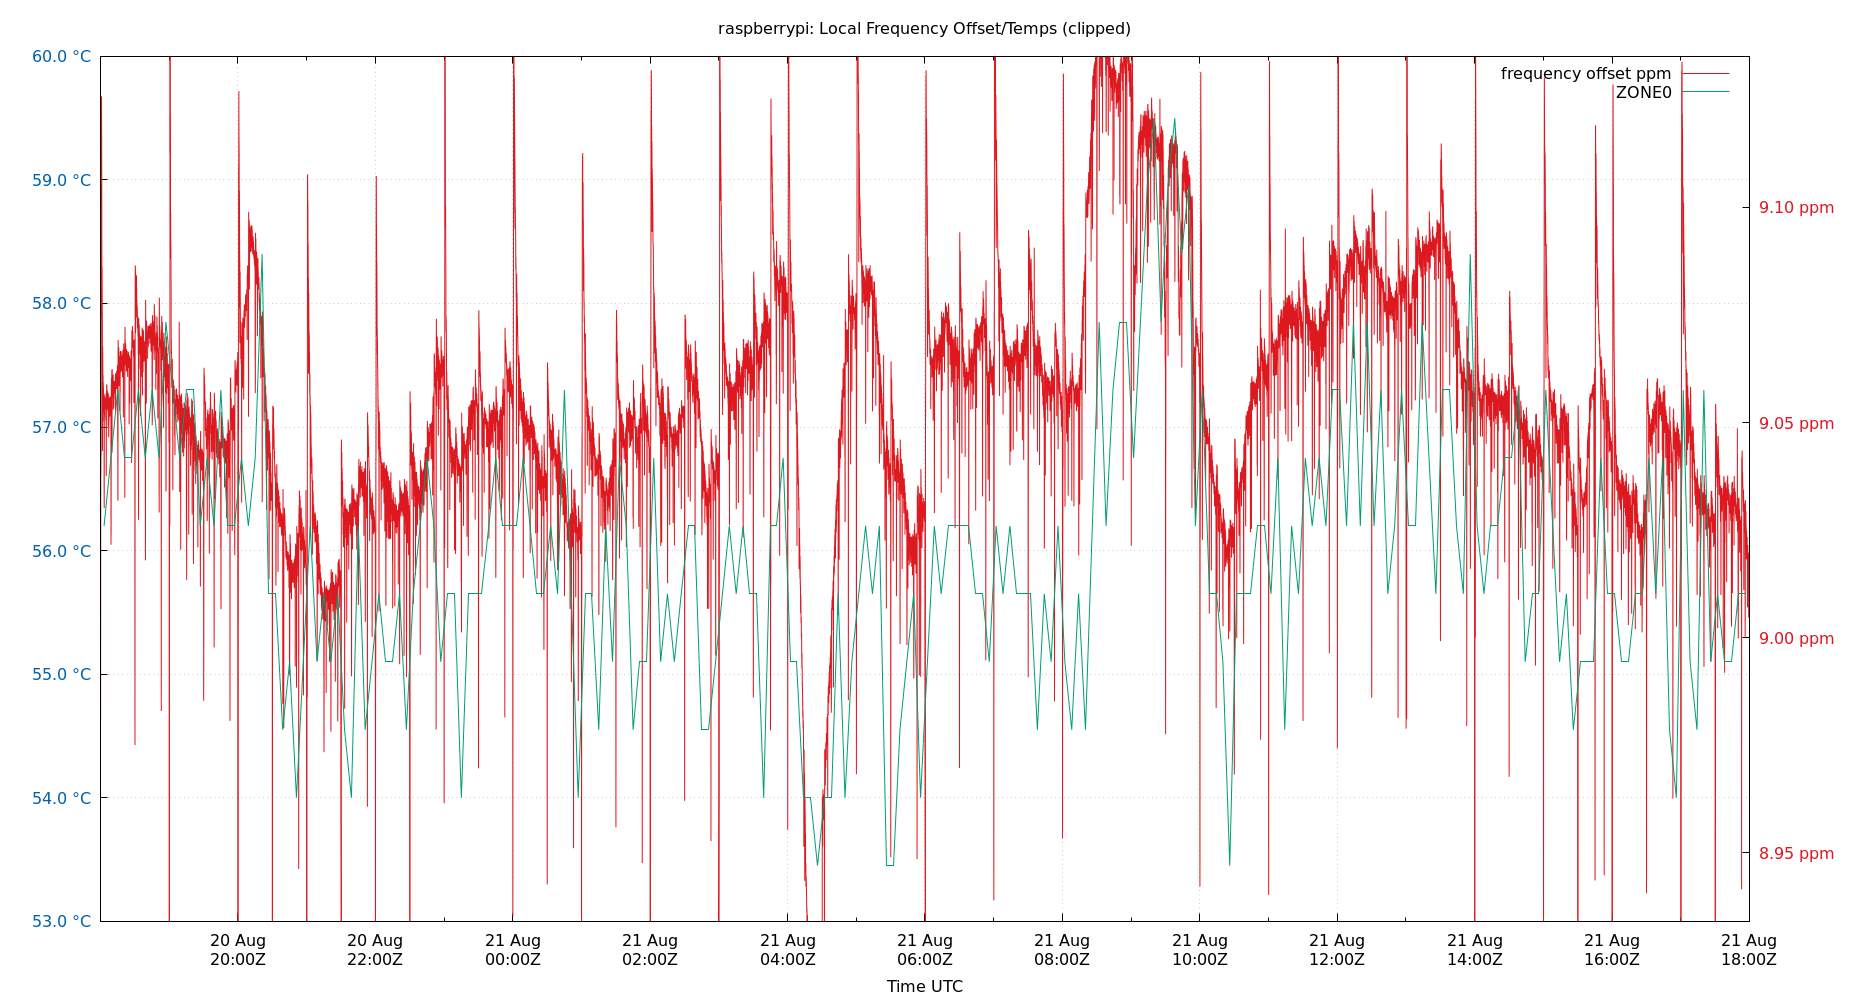 raspberrypi: Local Frequency Offset/Temps (clipped)
60.0 °C
59.0 °C
58.0 °C
57.0 °C
56.0 °C
55.0 °C
54.0 °C
53.0 °C
frequency offset ppm
ZONE0
9.10 ppm
9.05 ppm
9.00 ppm
8.95 ppm
20 Aug
20:00Z
20 Aug
22:00Z
21 Aug
00:00Z
21 Aug
02:00Z
21 Aug
04:00Z
21 Aug
06:00Z
21 Aug
08:00Z
21 Aug
10:00Z
21 Aug
12:00Z
21 Aug
14:00Z
21 Aug
16:00Z
21 Aug
18:00Z
Time UTC